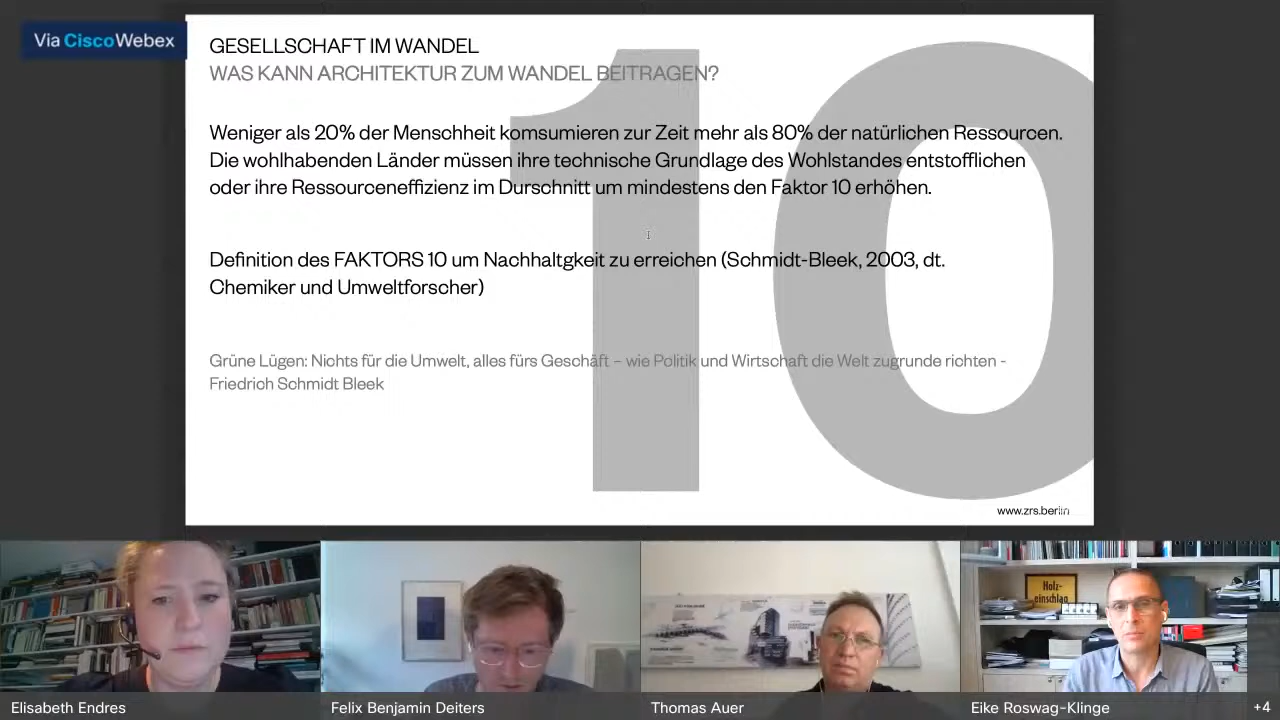 Via Cisco Webex
GESELLSCHAFT IM WANDEL
WAS KANN ARCHITEKTUR ZUM WANDEL BEITRAGEN?
10
Weniger als 20% der Menschheit komsumieren zur Zeit mehr als 80% der natürlichen Ressourcen.
Die wohlhabenden Länder müssen ihre technische Grundlage des Wohlstandes entstofflichen
oder ihre Ressourceneffizienz im Durschnitt um mindestens den Faktor 10 erhöhen.
Definition des FAKTORS 10 um Nachhaltgkeit zu erreichen (Schmidt-Bleek, 2003, dt.
Chemiker und Umweltforscher)
Grüne Lügen: Nichts für die Umwelt, alles fürs Geschäft – wie Politik und Wirtschaft die Welt zugrunde richten -
Friedrich Schmidt Bleek
www.zrs.berlin
Holz-
einschlag
Elisabeth Endres
Felix Benjamin Deiters
Thomas Auer
Eike Roswag-Klinge
+4